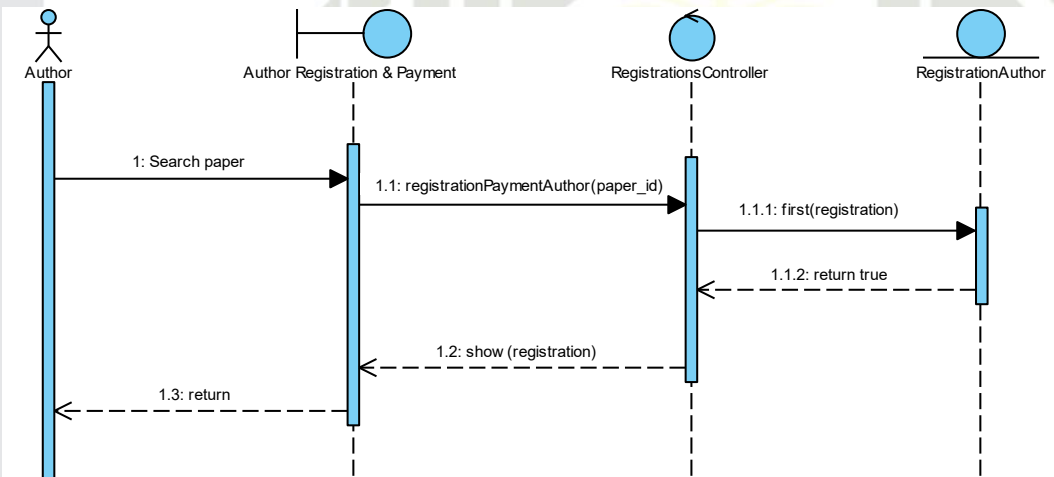 Author
Author Registration & Payment
RegistrationsController
RegistrationAuthor
1: Search paper
1.1: registrationPaymentAuthor(paper_id)
1.1.1: first(registration)
1.1.2: return true
1.2: show (registration)
1.3: return